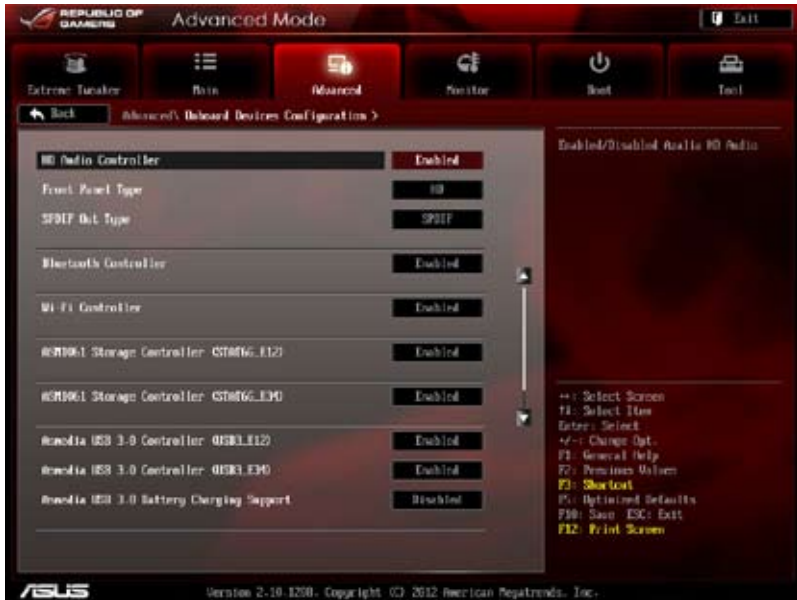 REPUBLIC OF GAMERS
Advanced Mode
Exit
Extreme Tweaker
Main
Advanced
Monitor
Boot
Tool
Back
Advanced\ Onboard Devices Configuration >
HD Audio Controller
Enabled
Front Panel Type
HD
SPDIF Out Type
SPDIF
Bluetooth Controller
Enabled
Wi-Fi Controller
Enabled
ASM1061 Storage Controller (SATA6G_E12)
Enabled
ASM1061 Storage Controller (SATA6G_E34)
Enabled
Asmedia USB 3.0 Controller (USB3_E12)
Enabled
Asmedia USB 3.0 Controller (USB3_E34)
Enabled
Asmedia USB 3.0 Battery Charging Support
Disabled
Enabled/Disabled Azalia HD Audio
→←: Select Screen
↑↓: Select Item
Enter: Select
+/-: Change Opt.
F1: General Help
F2: Previous Values
F3: Shortcut
F5: Optimized Defaults
F10: Save ESC: Exit
F12: Print Screen
ASUS
Version 2.10.1208. Copyright (C) 2012 American Megatrends, Inc.